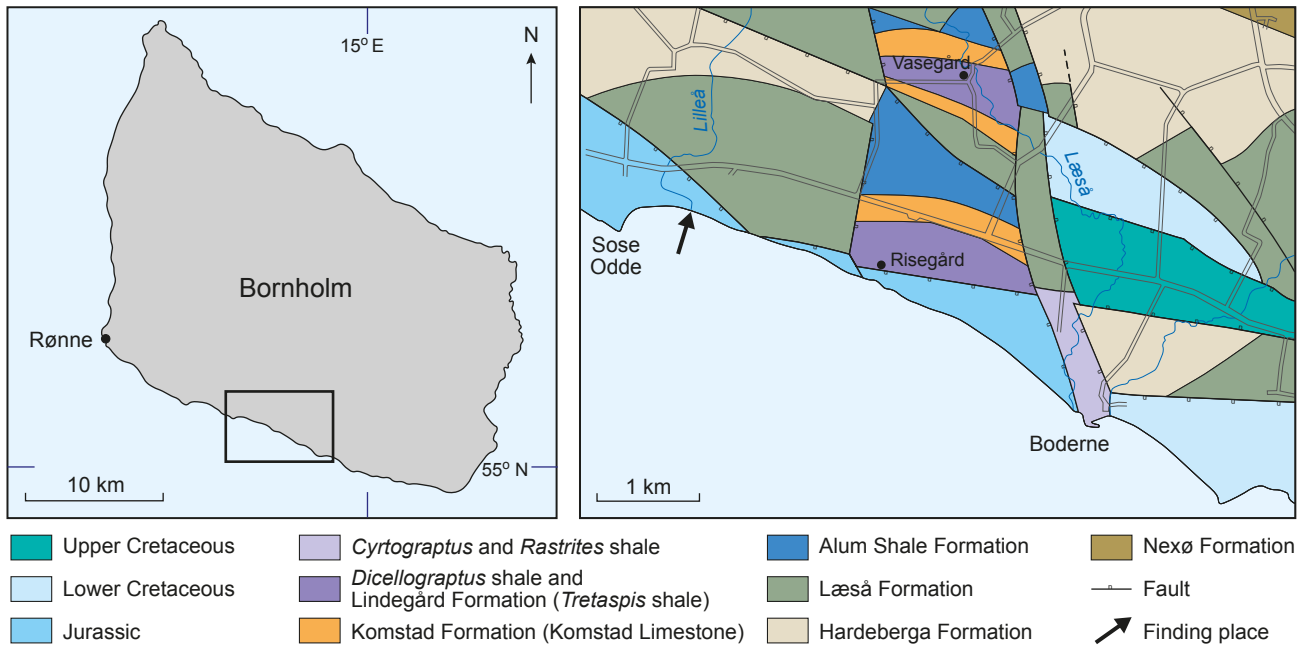 15° E
N
Bornholm
Rønne
10 km
55° N
Vasegård
Lilleå
Læså
Sose
Odde
Risegård
Boderne
1 km
Upper Cretaceous
Lower Cretaceous
Jurassic
Cyrtograptus and Rastrites shale
Dicellograptus shale and
Lindegård Formation (Tretaspis shale)
Komstad Formation (Komstad Limestone)
Alum Shale Formation
Læså Formation
Hardeberga Formation
Nexø Formation
Fault
Finding place